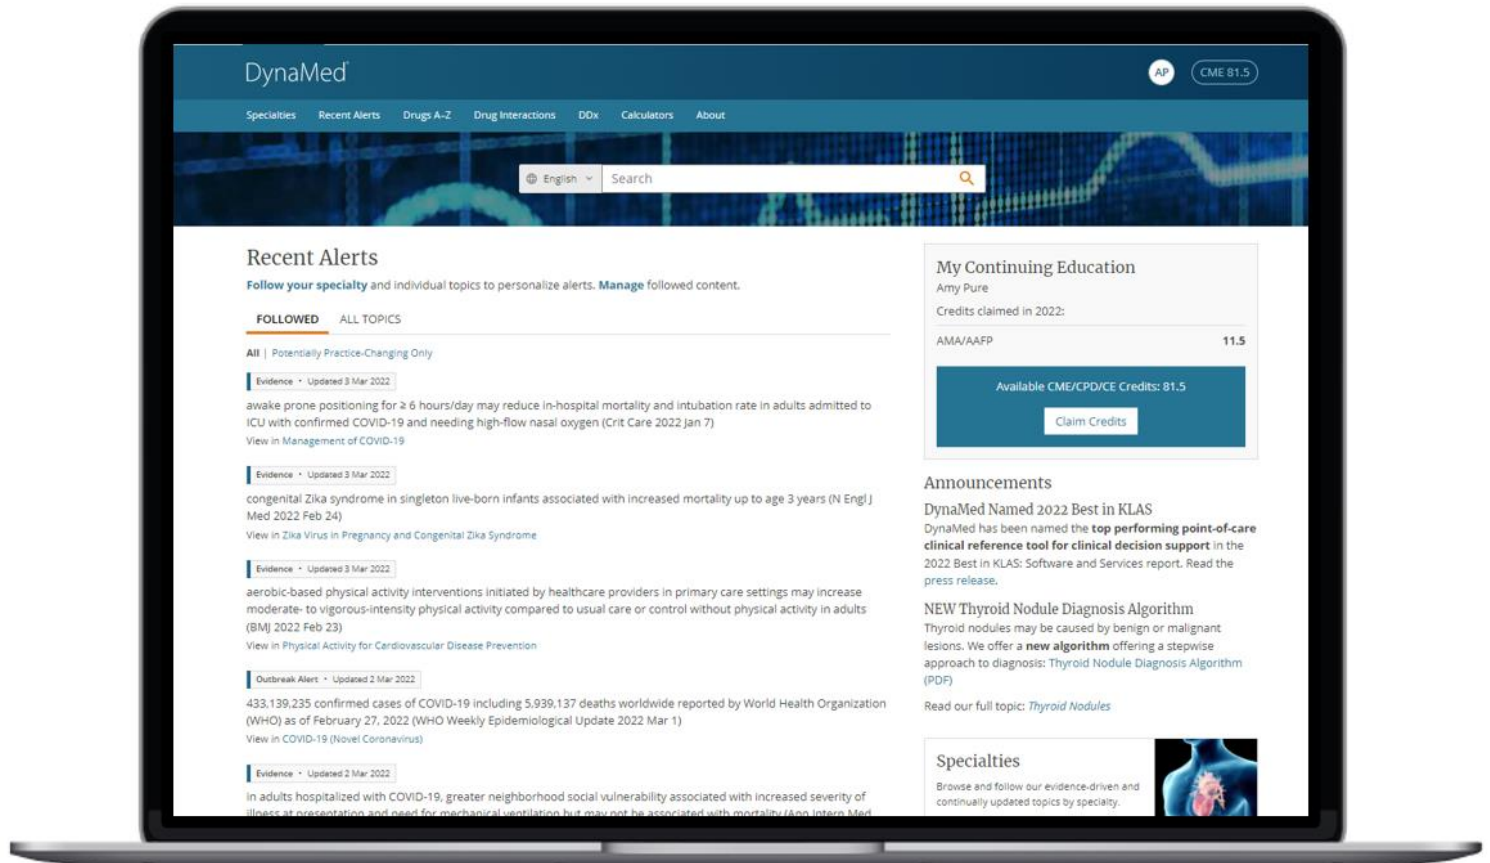 DynaMed
AP
CME 81.5
Specialties Recent Alerts Drugs A-Z Drug Interactions DDx Calculators About
English Search
Recent Alerts
Follow your specialty and individual topics to personalize alerts. Manage followed content.
FOLLOWED ALL TOPICS
All | Potentially Practice-Changing Only
Evidence • Updated 3 Mar 2022
awake prone positioning for ≥ 6 hours/day may reduce in-hospital mortality and intubation rate in adults admitted to
ICU with confirmed COVID-19 and needing high-flow nasal oxygen (Crit Care 2022 Jan 7)
View in Management of COVID-19
Evidence • Updated 3 Mar 2022
congenital Zika syndrome in singleton live-born infants associated with increased mortality up to age 3 years (N Engl J
Med 2022 Feb 24)
View in Zika Virus in Pregnancy and Congenital Zika Syndrome
Evidence • Updated 3 Mar 2022
aerobic-based physical activity interventions initiated by healthcare providers in primary care settings may increase
moderate- to vigorous-intensity physical activity compared to usual care or control without physical activity in adults
(BMJ 2022 Feb 23)
View in Physical Activity for Cardiovascular Disease Prevention
Outbreak Alert • Updated 2 Mar 2022
433,139,235 confirmed cases of COVID-19 including 5,939,137 deaths worldwide reported by World Health Organization
(WHO) as of February 27, 2022 (WHO Weekly Epidemiological Update 2022 Mar 1)
View in COVID-19 (Novel Coronavirus)
Evidence • Updated 2 Mar 2022
in adults hospitalized with COVID-19, greater neighborhood social vulnerability associated with increased severity of
illness at presentation and need for mechanical ventilation but may not be associated with mortality (Ann Intern Med
My Continuing Education
Amy Pure
Credits claimed in 2022:
AMA/AAFP 11.5
Available CME/CPD/CE Credits: 81.5
Claim Credits
Announcements
DynaMed Named 2022 Best in KLAS
DynaMed has been named the top performing point-of-care
clinical reference tool for clinical decision support in the
2022 Best in KLAS: Software and Services report. Read the
press release.
NEW Thyroid Nodule Diagnosis Algorithm
Thyroid nodules may be caused by benign or malignant
lesions. We offer a new algorithm offering a stepwise
approach to diagnosis: Thyroid Nodule Diagnosis Algorithm
(PDF)
Read our full topic: Thyroid Nodules
Specialties
Browse and follow our evidence-driven and
continually updated topics by specialty.